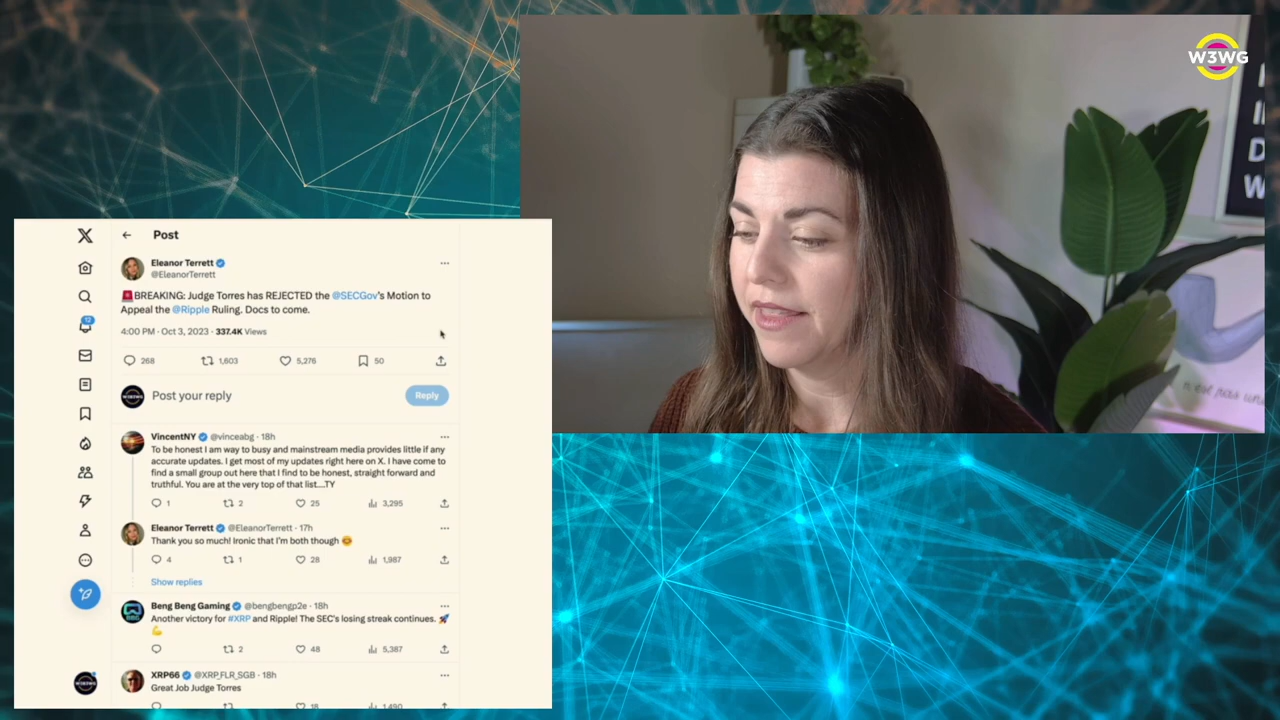 W3WG
Post
Eleanor Terrett
@EleanorTerrett
🚨BREAKING: Judge Torres has REJECTED the @SECGov's Motion to
Appeal the @Ripple Ruling. Docs to come.
4:00 PM · Oct 3, 2023 · 337.4K Views
268 1,603 5,276 50
Post your reply
Reply
12
VincentNY @vinceabg · 18h
To be honest I am way to busy and mainstream media provides little if any
accurate updates. I get most of my updates right here on X. I have come to
find a small group out here that I find to be honest, straight forward and
truthful. You are at the very top of that list....TY
1 2 25 3,295
Eleanor Terrett @EleanorTerrett · 17h
Thank you so much! Ironic that I'm both though 😊
4 1 28 1,987
Show replies
Beng Beng Gaming @bengbengp2e · 18h
Another victory for #XRP and Ripple! The SEC's losing streak continues. 🚀
💪
2 48 5,387
XRP66 @XRP_FLR_SGB · 18h
Great Job Judge Torres
18 1,490